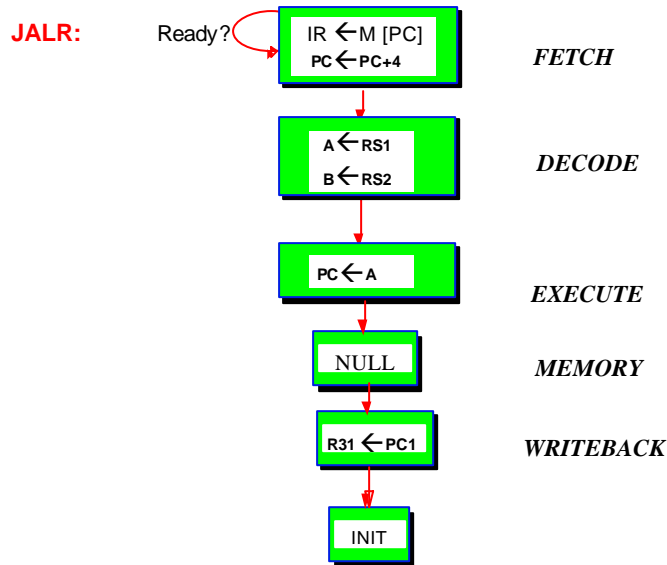 JALR:
Ready?
IR ← M [PC]
PC ← PC+4
FETCH
A ← RS1
B ← RS2
DECODE
PC ← A
EXECUTE
NULL
MEMORY
R31 ← PC1
WRITEBACK
INIT